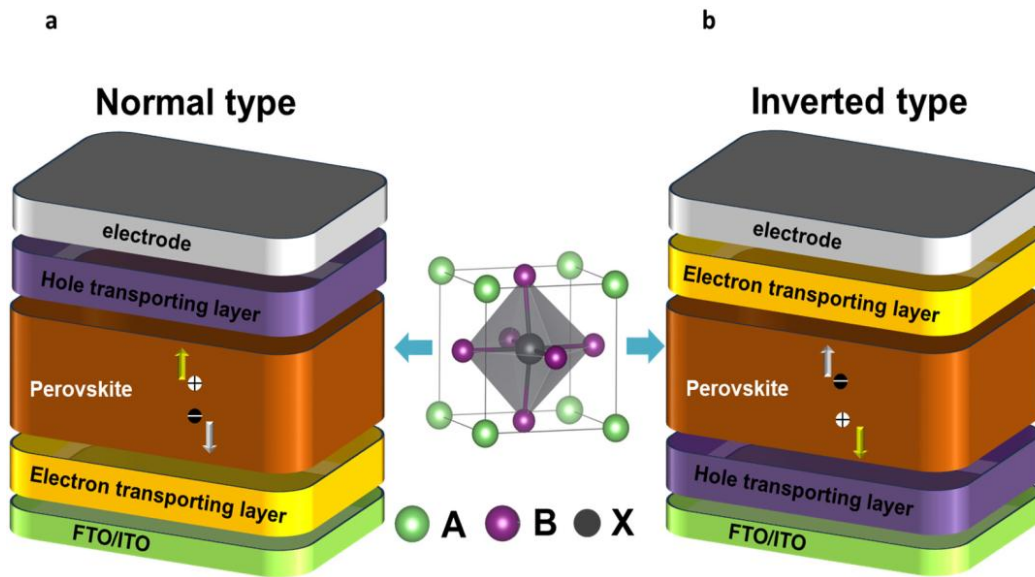 a
b
Normal type
Inverted type
electrode
Hole transporting layer
Perovskite
Electron transporting layer
FTO/ITO
A B X
electrode
Electron transporting layer
Perovskite
Hole transporting layer
FTO/ITO